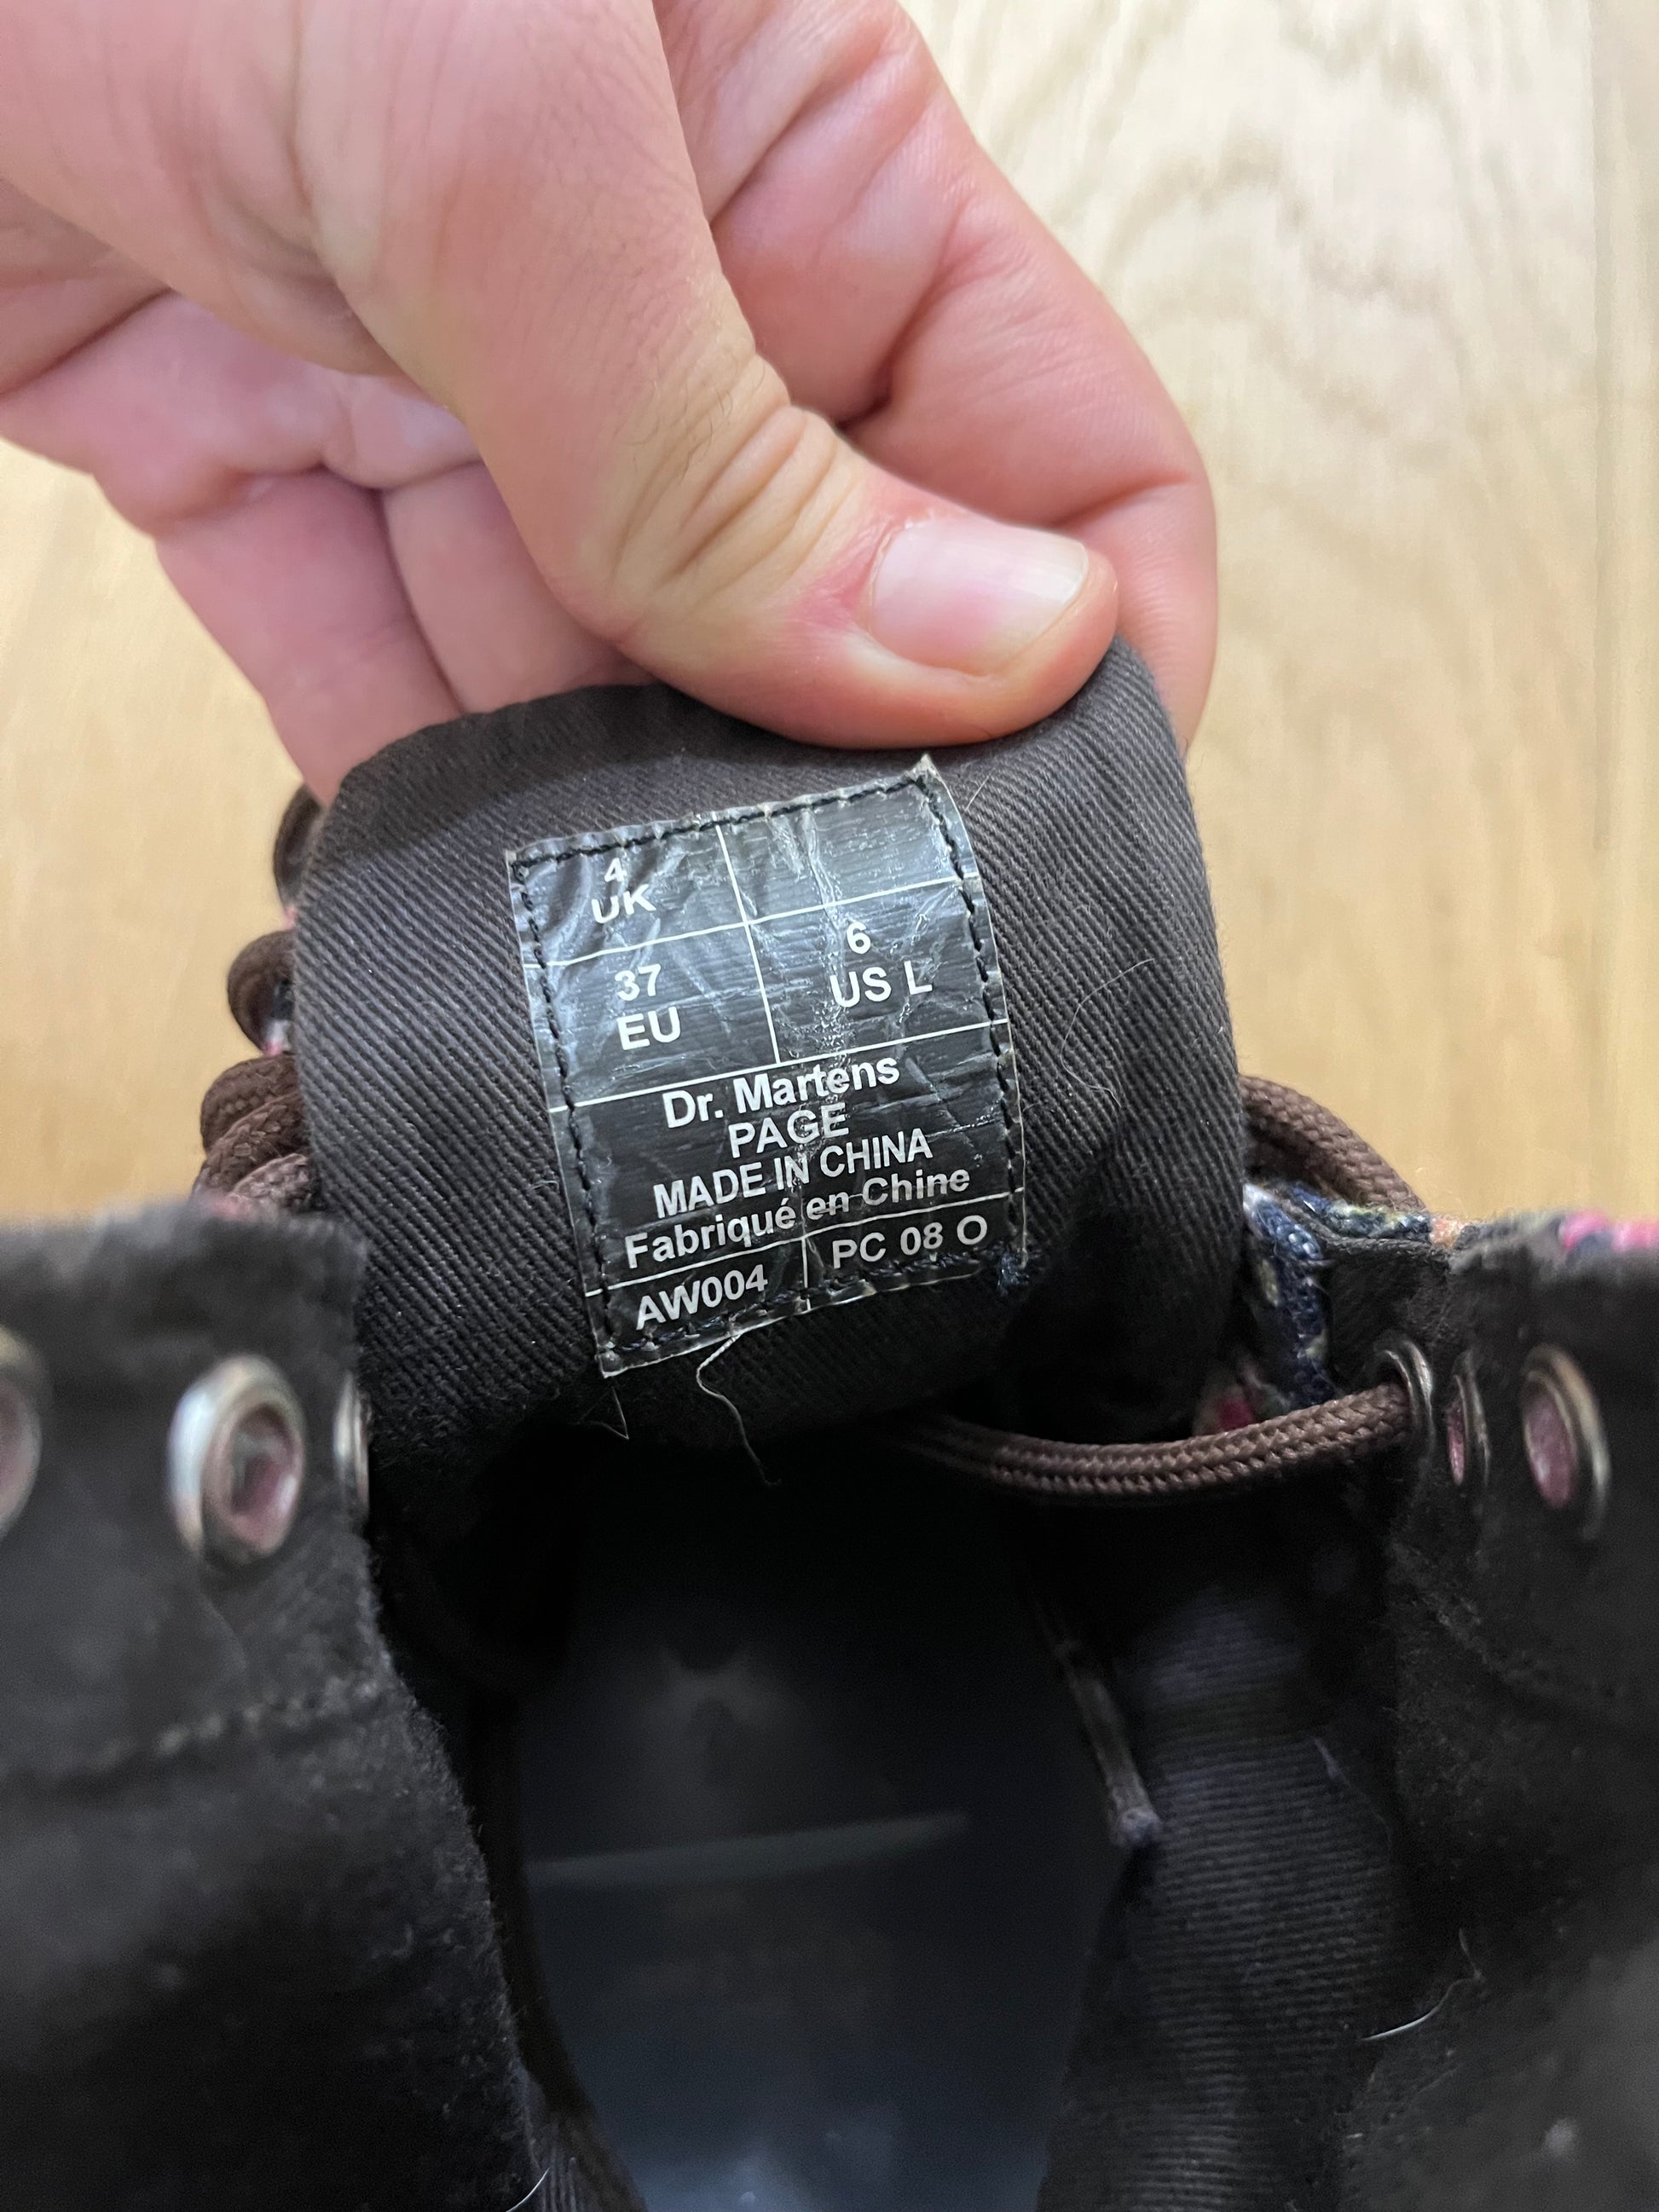 4
UK
37
EU
6
US L
Dr. Martens
PAGE
MADE IN CHINA
Fabriqué en Chine
AW004
PC 08 O